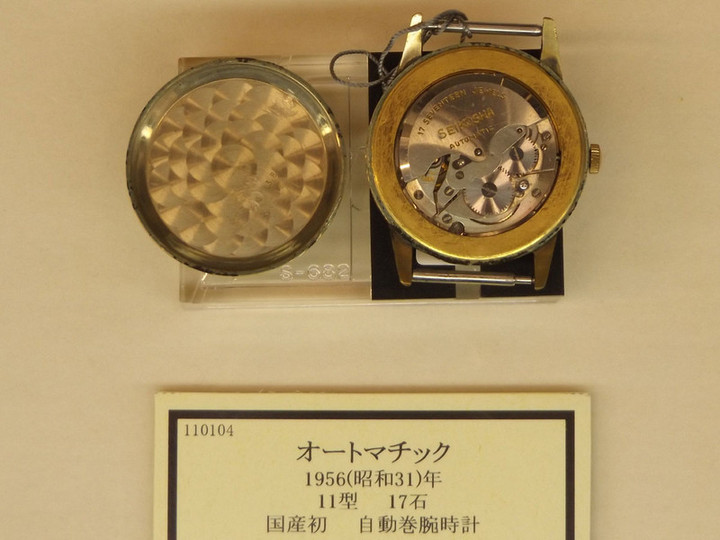 17 SEVENTEEN JEWELS
SEIKOSHA
AUTOMATIC
S-382
110104
オートマチック
1956(昭和31)年
11型 17石
国産初 自動巻腕時計